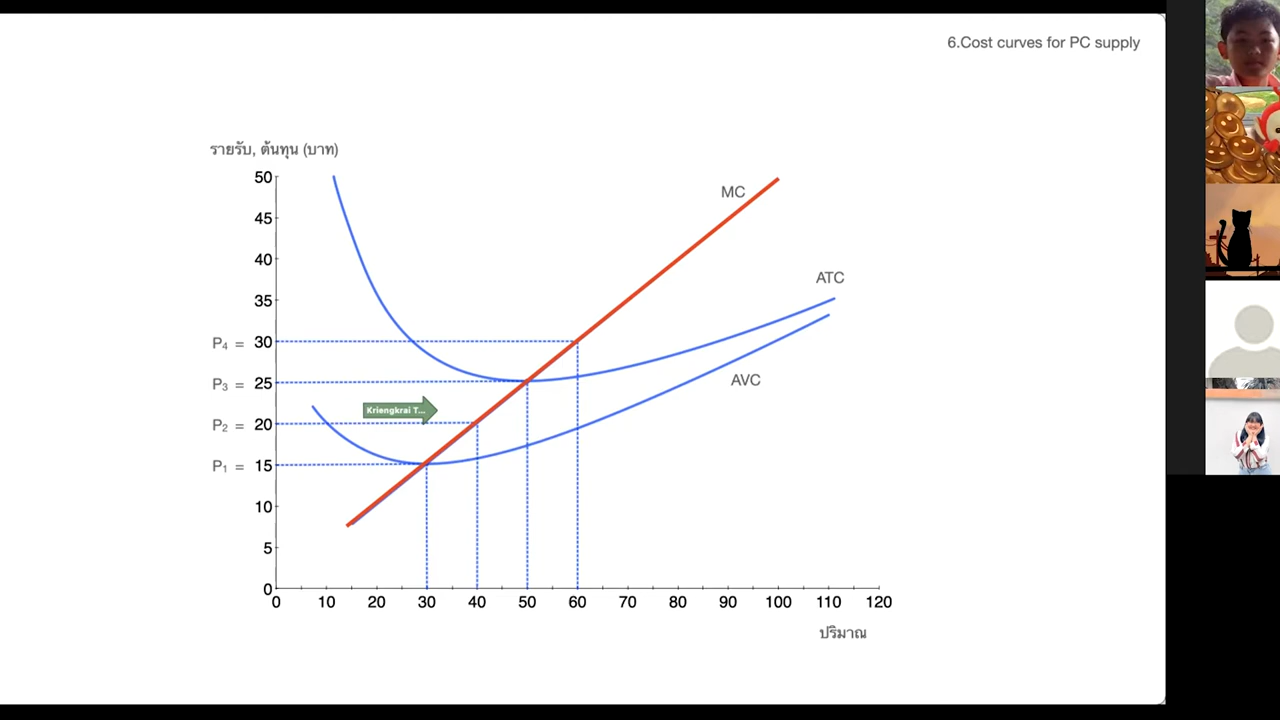 6.Cost curves for PC supply
รายรับ, ต้นทุน (บาท)
50
45
40
35
P₄ = 30
P₃ = 25
P₂ = 20
P₁ = 15
10
5
0
MC
ATC
AVC
Kriengkrai T...
0 10 20 30 40 50 60 70 80 90 100 110 120
ปริมาณ